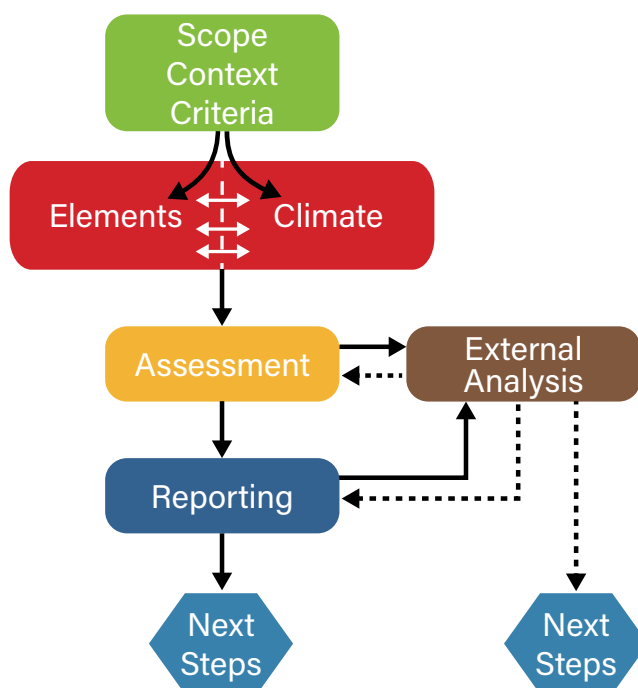 Scope
Context
Criteria
Elements
Climate
Assessment
External
Analysis
Reporting
Next
Steps
Next
Steps